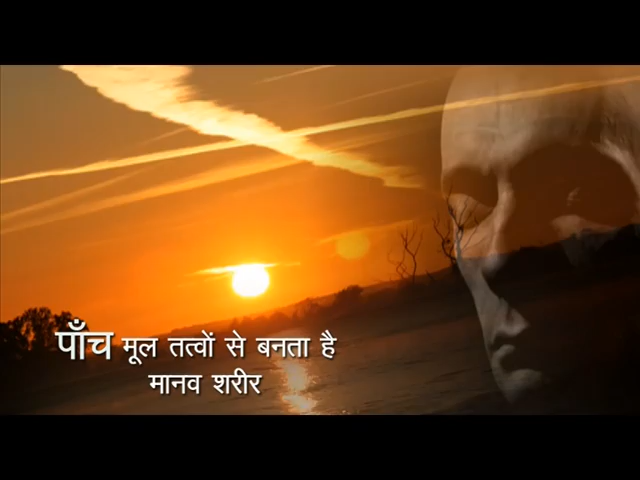 पाँच मूल तत्वों से बनता है
मानव शरीर